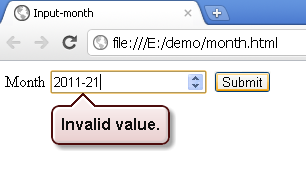 Input-month
file:///E:/demo/month.html
Month 2011-21 Submit
Invalid value.